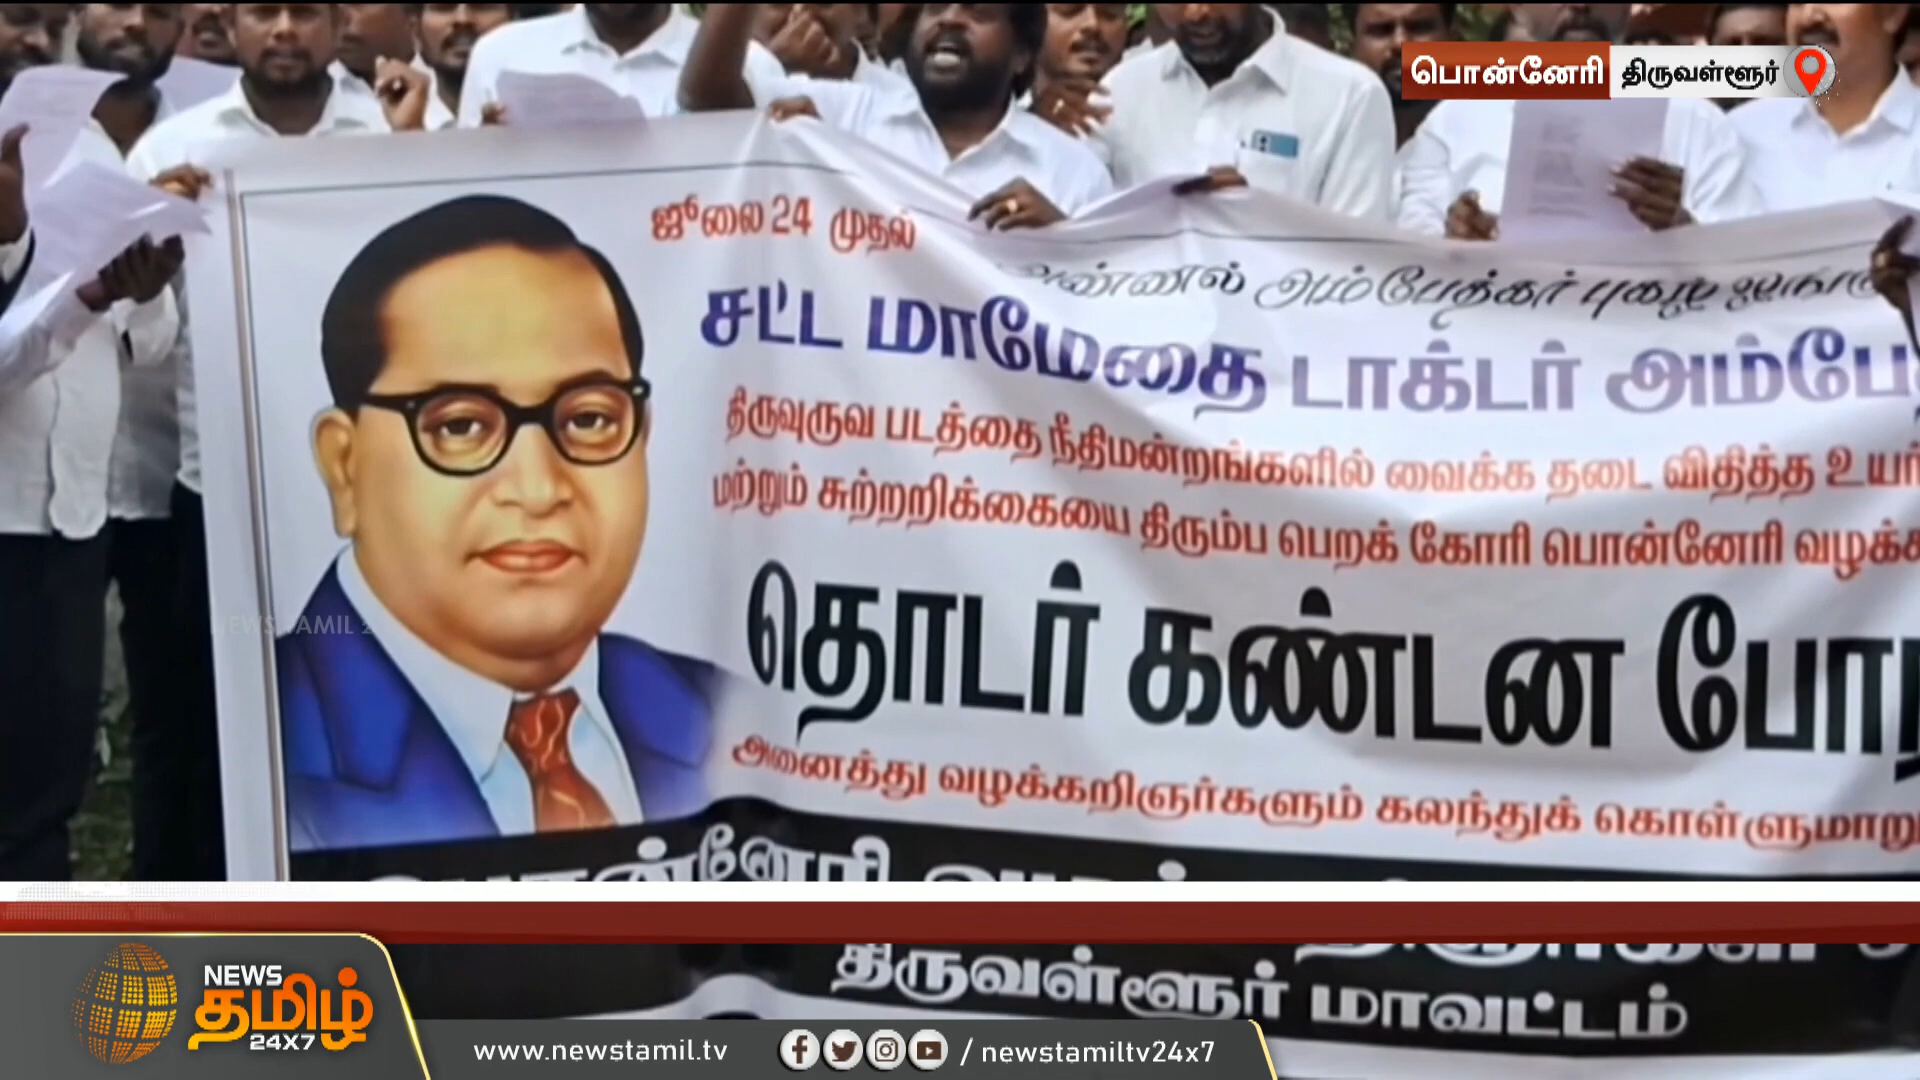 பொன்னேரி திருவள்ளூர்
ஜூலை 24 முதல்
சட்ட மாமேதை டாக்டர்
திருவுருவ படத்தை நீதிமன்றங்களில் வைக்க தடை விதித்த
மற்றும் சுற்றறிக்கையை திரும்ப பெறக் கோரி பொன்னேரி
தொடர் கண்டன
அனைத்து வழக்கறிஞர்களும் கலந்துக் கொள்ளுமாறு
திருவள்ளூர் மாவட்டம்
NEWS
தமிழ்
24X7
www.newstamil.tv
/ newstamiltv24x7